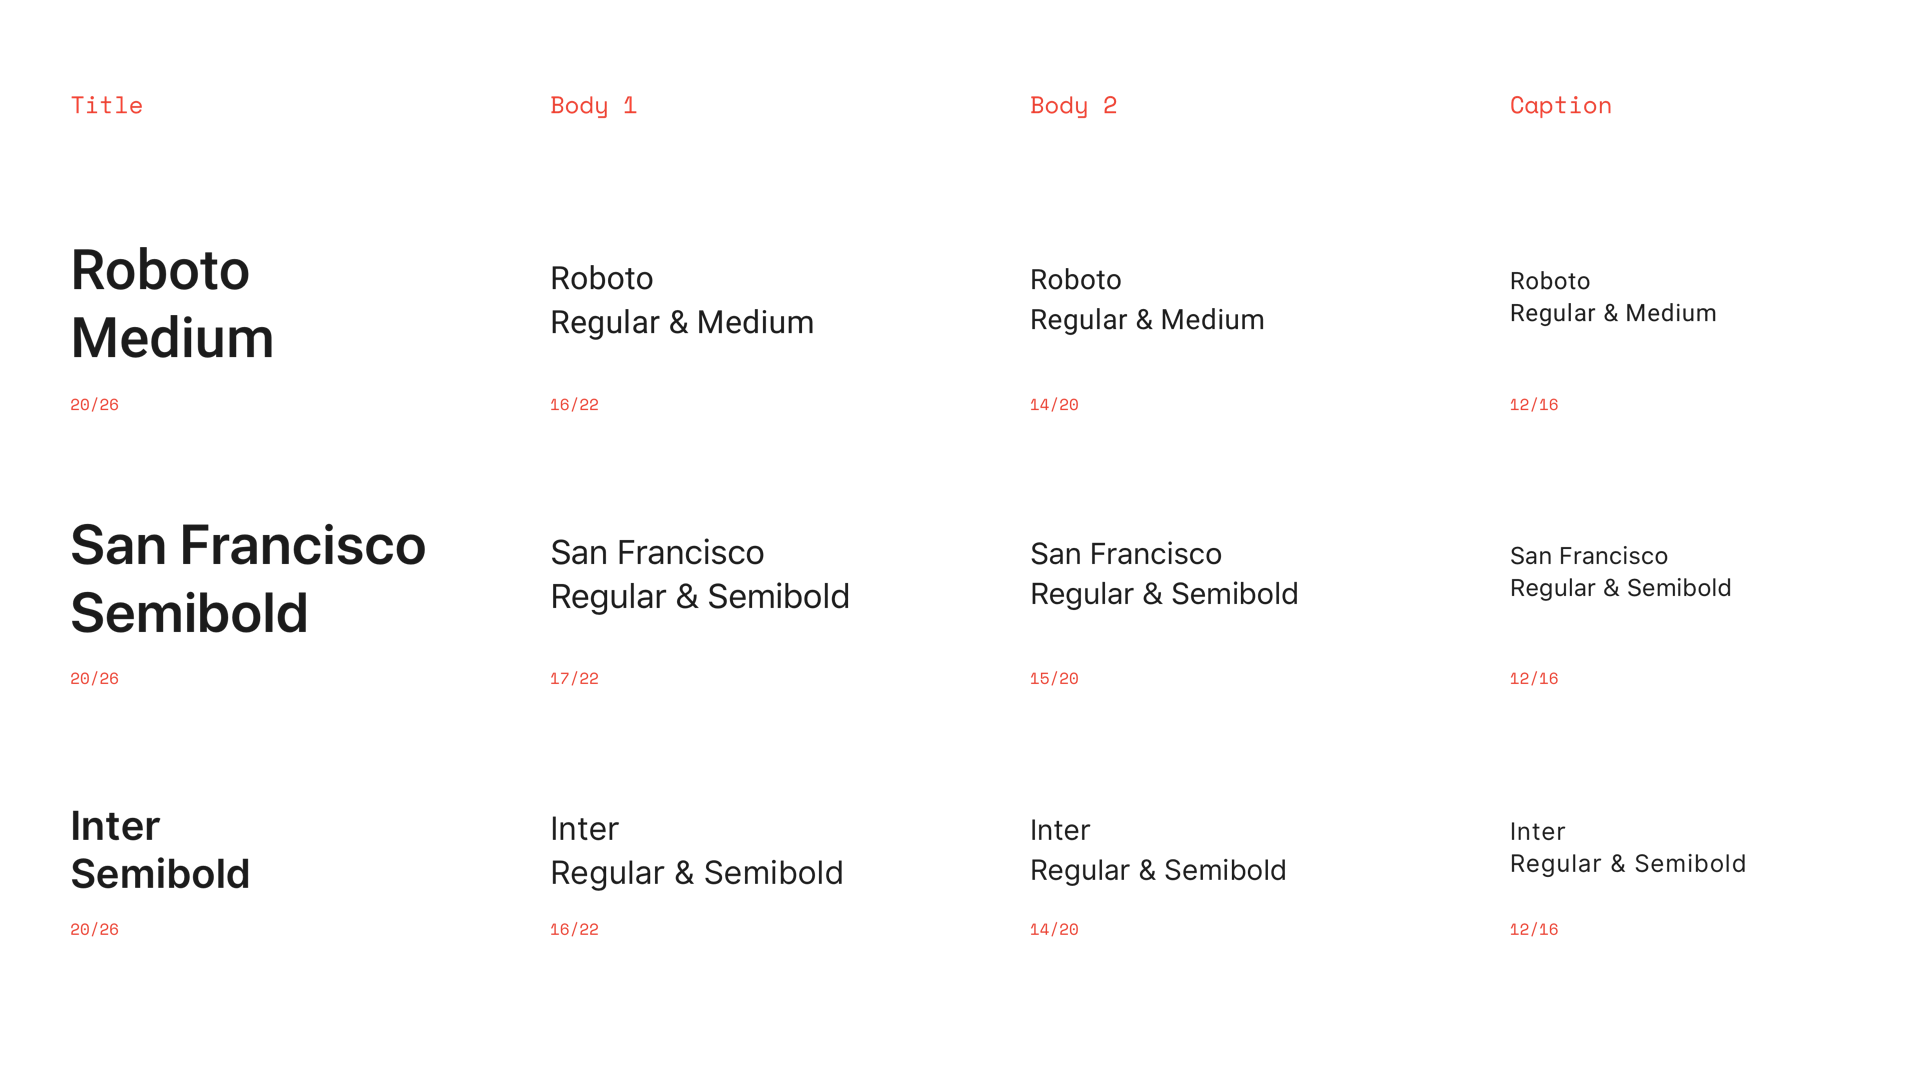 Title
Body 1
Body 2
Caption
Roboto
Medium
Roboto
Regular & Medium
Roboto
Regular & Medium
Roboto
Regular & Medium
20/26
16/22
14/20
12/16
San Francisco
Semibold
San Francisco
Regular & Semibold
San Francisco
Regular & Semibold
San Francisco
Regular & Semibold
20/26
17/22
15/20
12/16
Inter
Semibold
Inter
Regular & Semibold
Inter
Regular & Semibold
Inter
Regular & Semibold
20/26
16/22
14/20
12/16